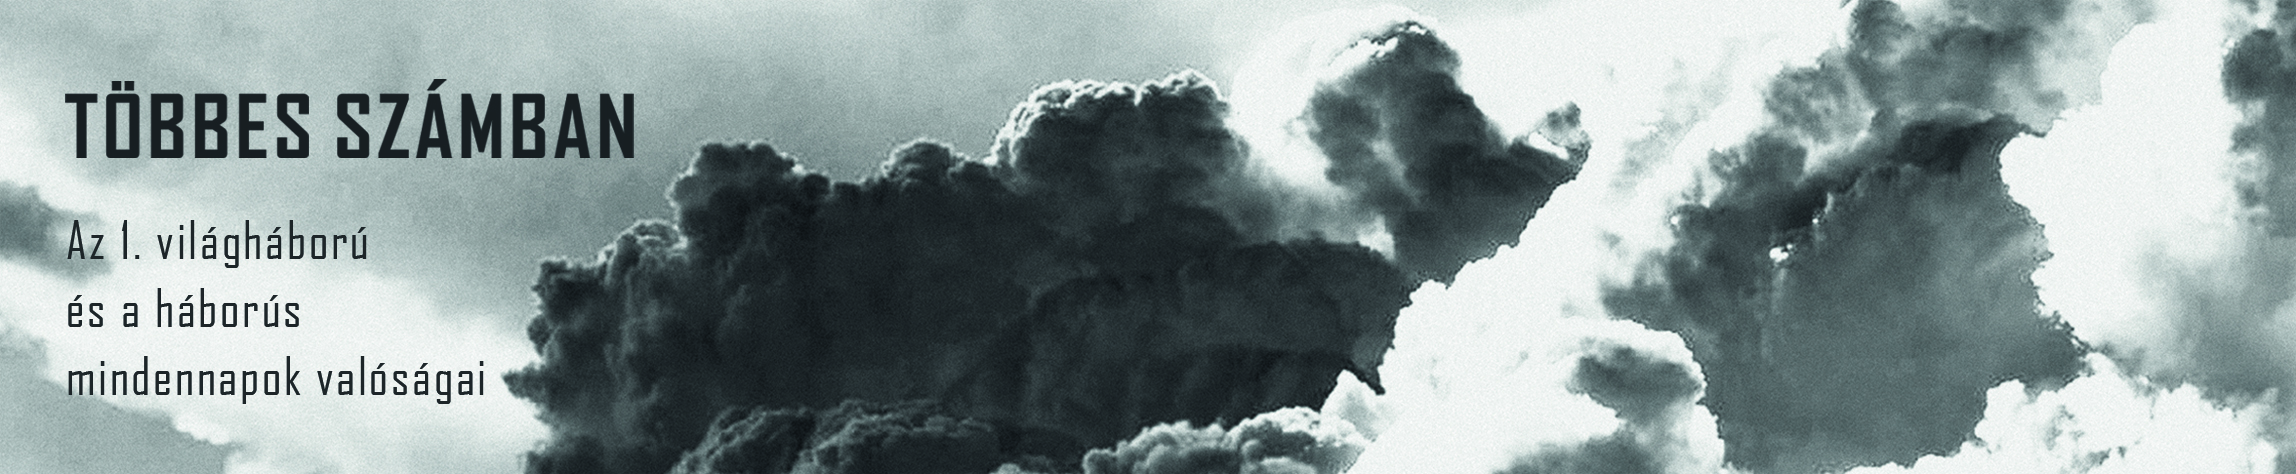 TÖBBES SZÁMBAN
Az 1. világháború
és a háborús
mindennapok valóságai